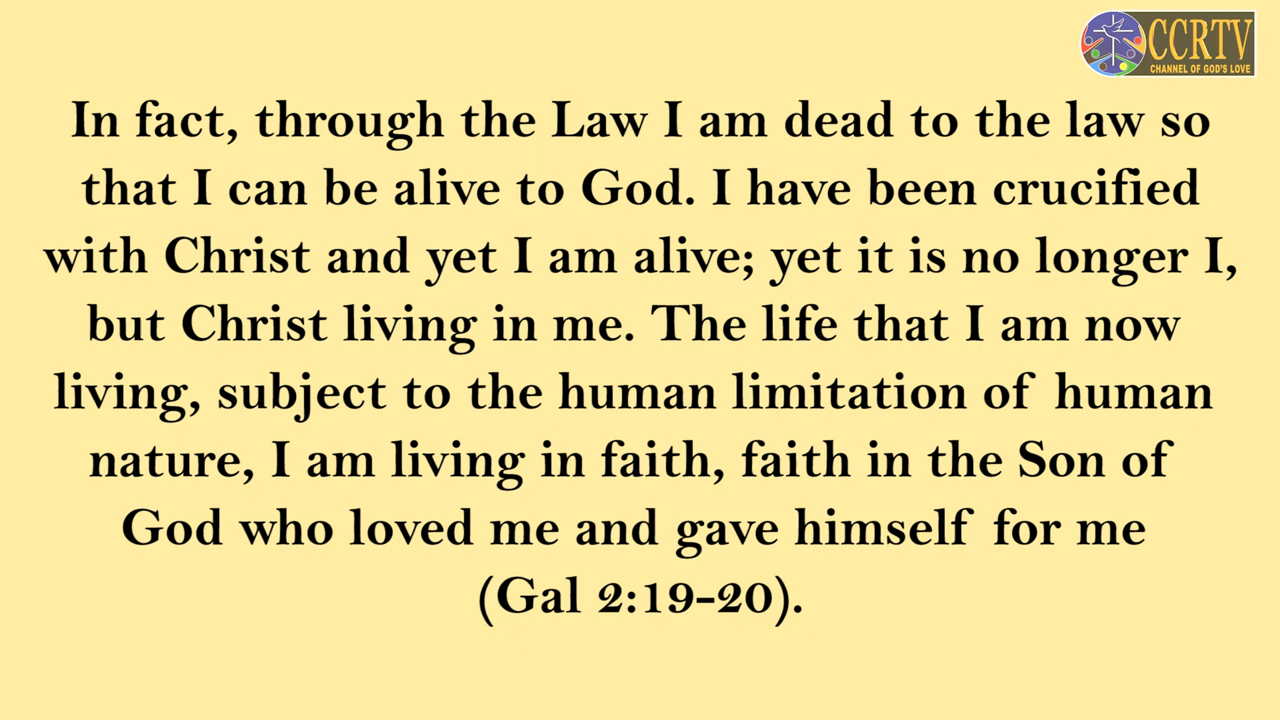 CCRTV
CHANNEL OF GOD'S LOVE
In fact, through the Law I am dead to the law so
that I can be alive to God. I have been crucified
with Christ and yet I am alive; yet it is no longer I,
but Christ living in me. The life that I am now
living, subject to the human limitation of human
nature, I am living in faith, faith in the Son of
God who loved me and gave himself for me
(Gal 2:19-20).